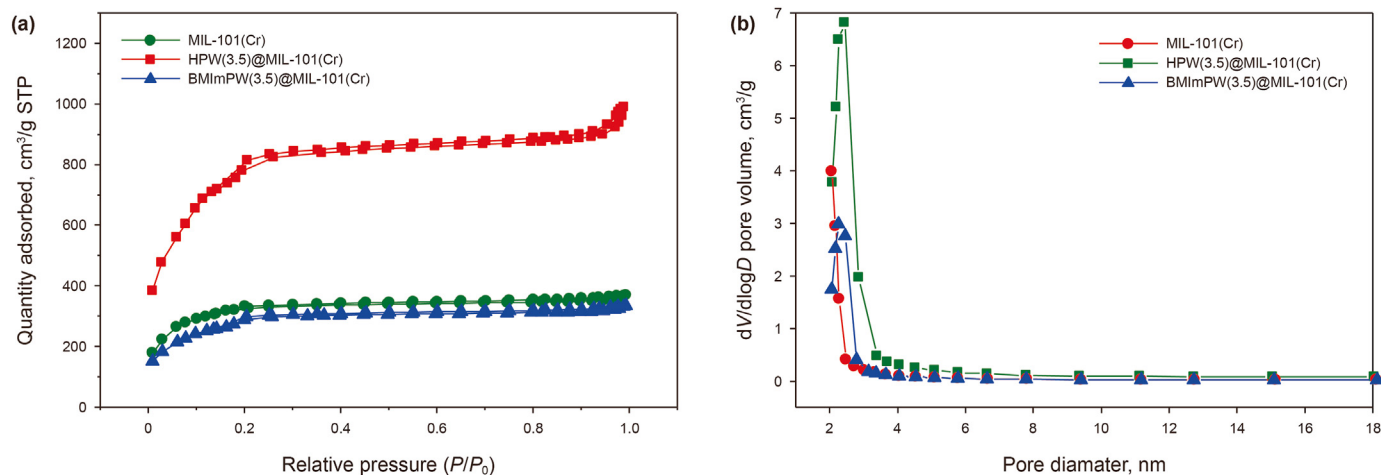 (a)
1200
1000
800
600
400
200
0
Quantity adsorbed, cm³/g STP
MIL-101(Cr)
HPW(3.5)@MIL-101(Cr)
BMImPW(3.5)@MIL-101(Cr)
0 0.2 0.4 0.6 0.8 1.0
Relative pressure (P/P₀)
(b)
7
6
5
4
3
2
1
0
dV/dlogD pore volume, cm³/g
MIL-101(Cr)
HPW(3.5)@MIL-101(Cr)
BMImPW(3.5)@MIL-101(Cr)
2 4 6 8 10 12 14 16 18
Pore diamater, nm